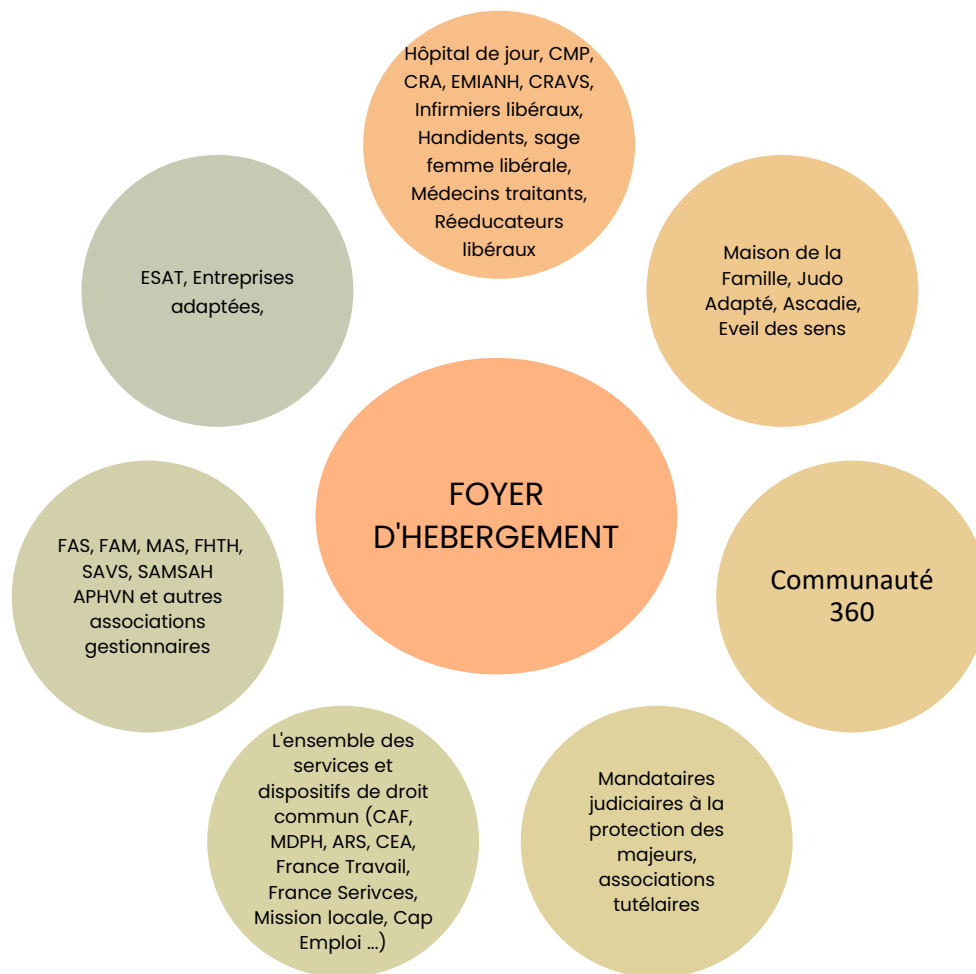 Hôpital de jour, CMP,
CRA, EMIANH, CRAVS,
Infirmiers libéraux,
Handidents, sage
femme libérale,
Médecins traitants,
Réeducateurs
libéraux
Maison de la
Famille, Judo
Adapté, Ascadie,
Eveil des sens
Communauté
360
Mandataires
judiciaires à la
protection des
majeurs,
associations
tutélaires
L'ensemble des
services et
dispositifs de droit
commun (CAF,
MDPH, ARS, CEA,
France Travail,
France Serivces,
Mission locale, Cap
Emploi ...)
FAS, FAM, MAS, FHTH,
SAVS, SAMSAH
APHVN et autres
associations
gestionnaires
ESAT, Entreprises
adaptées,
FOYER
D'HEBERGEMENT